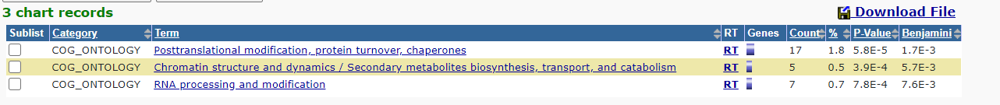 3 chart records Download File
Sublist Category Term RT Genes Count % P-Value Benjamini
COG_ONTOLOGY Posttranslational modification, protein turnover, chaperones RT 17 1.8 5.8E-5 1.7E-3
COG_ONTOLOGY Chromatin structure and dynamics / Secondary metabolites biosynthesis, transport, and catabolism RT 5 0.5 3.9E-4 5.7E-3
COG_ONTOLOGY RNA processing and modification RT 7 0.7 7.8E-4 7.6E-3